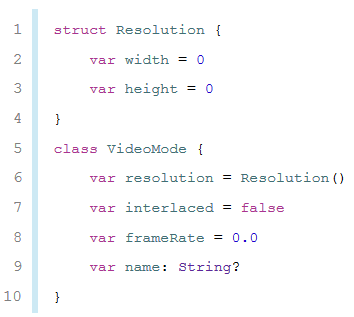 1 struct Resolution {
2     var width = 0
3     var height = 0
4 }
5 class VideoMode {
6     var resolution = Resolution()
7     var interlaced = false
8     var frameRate = 0.0
9     var name: String?
10 }